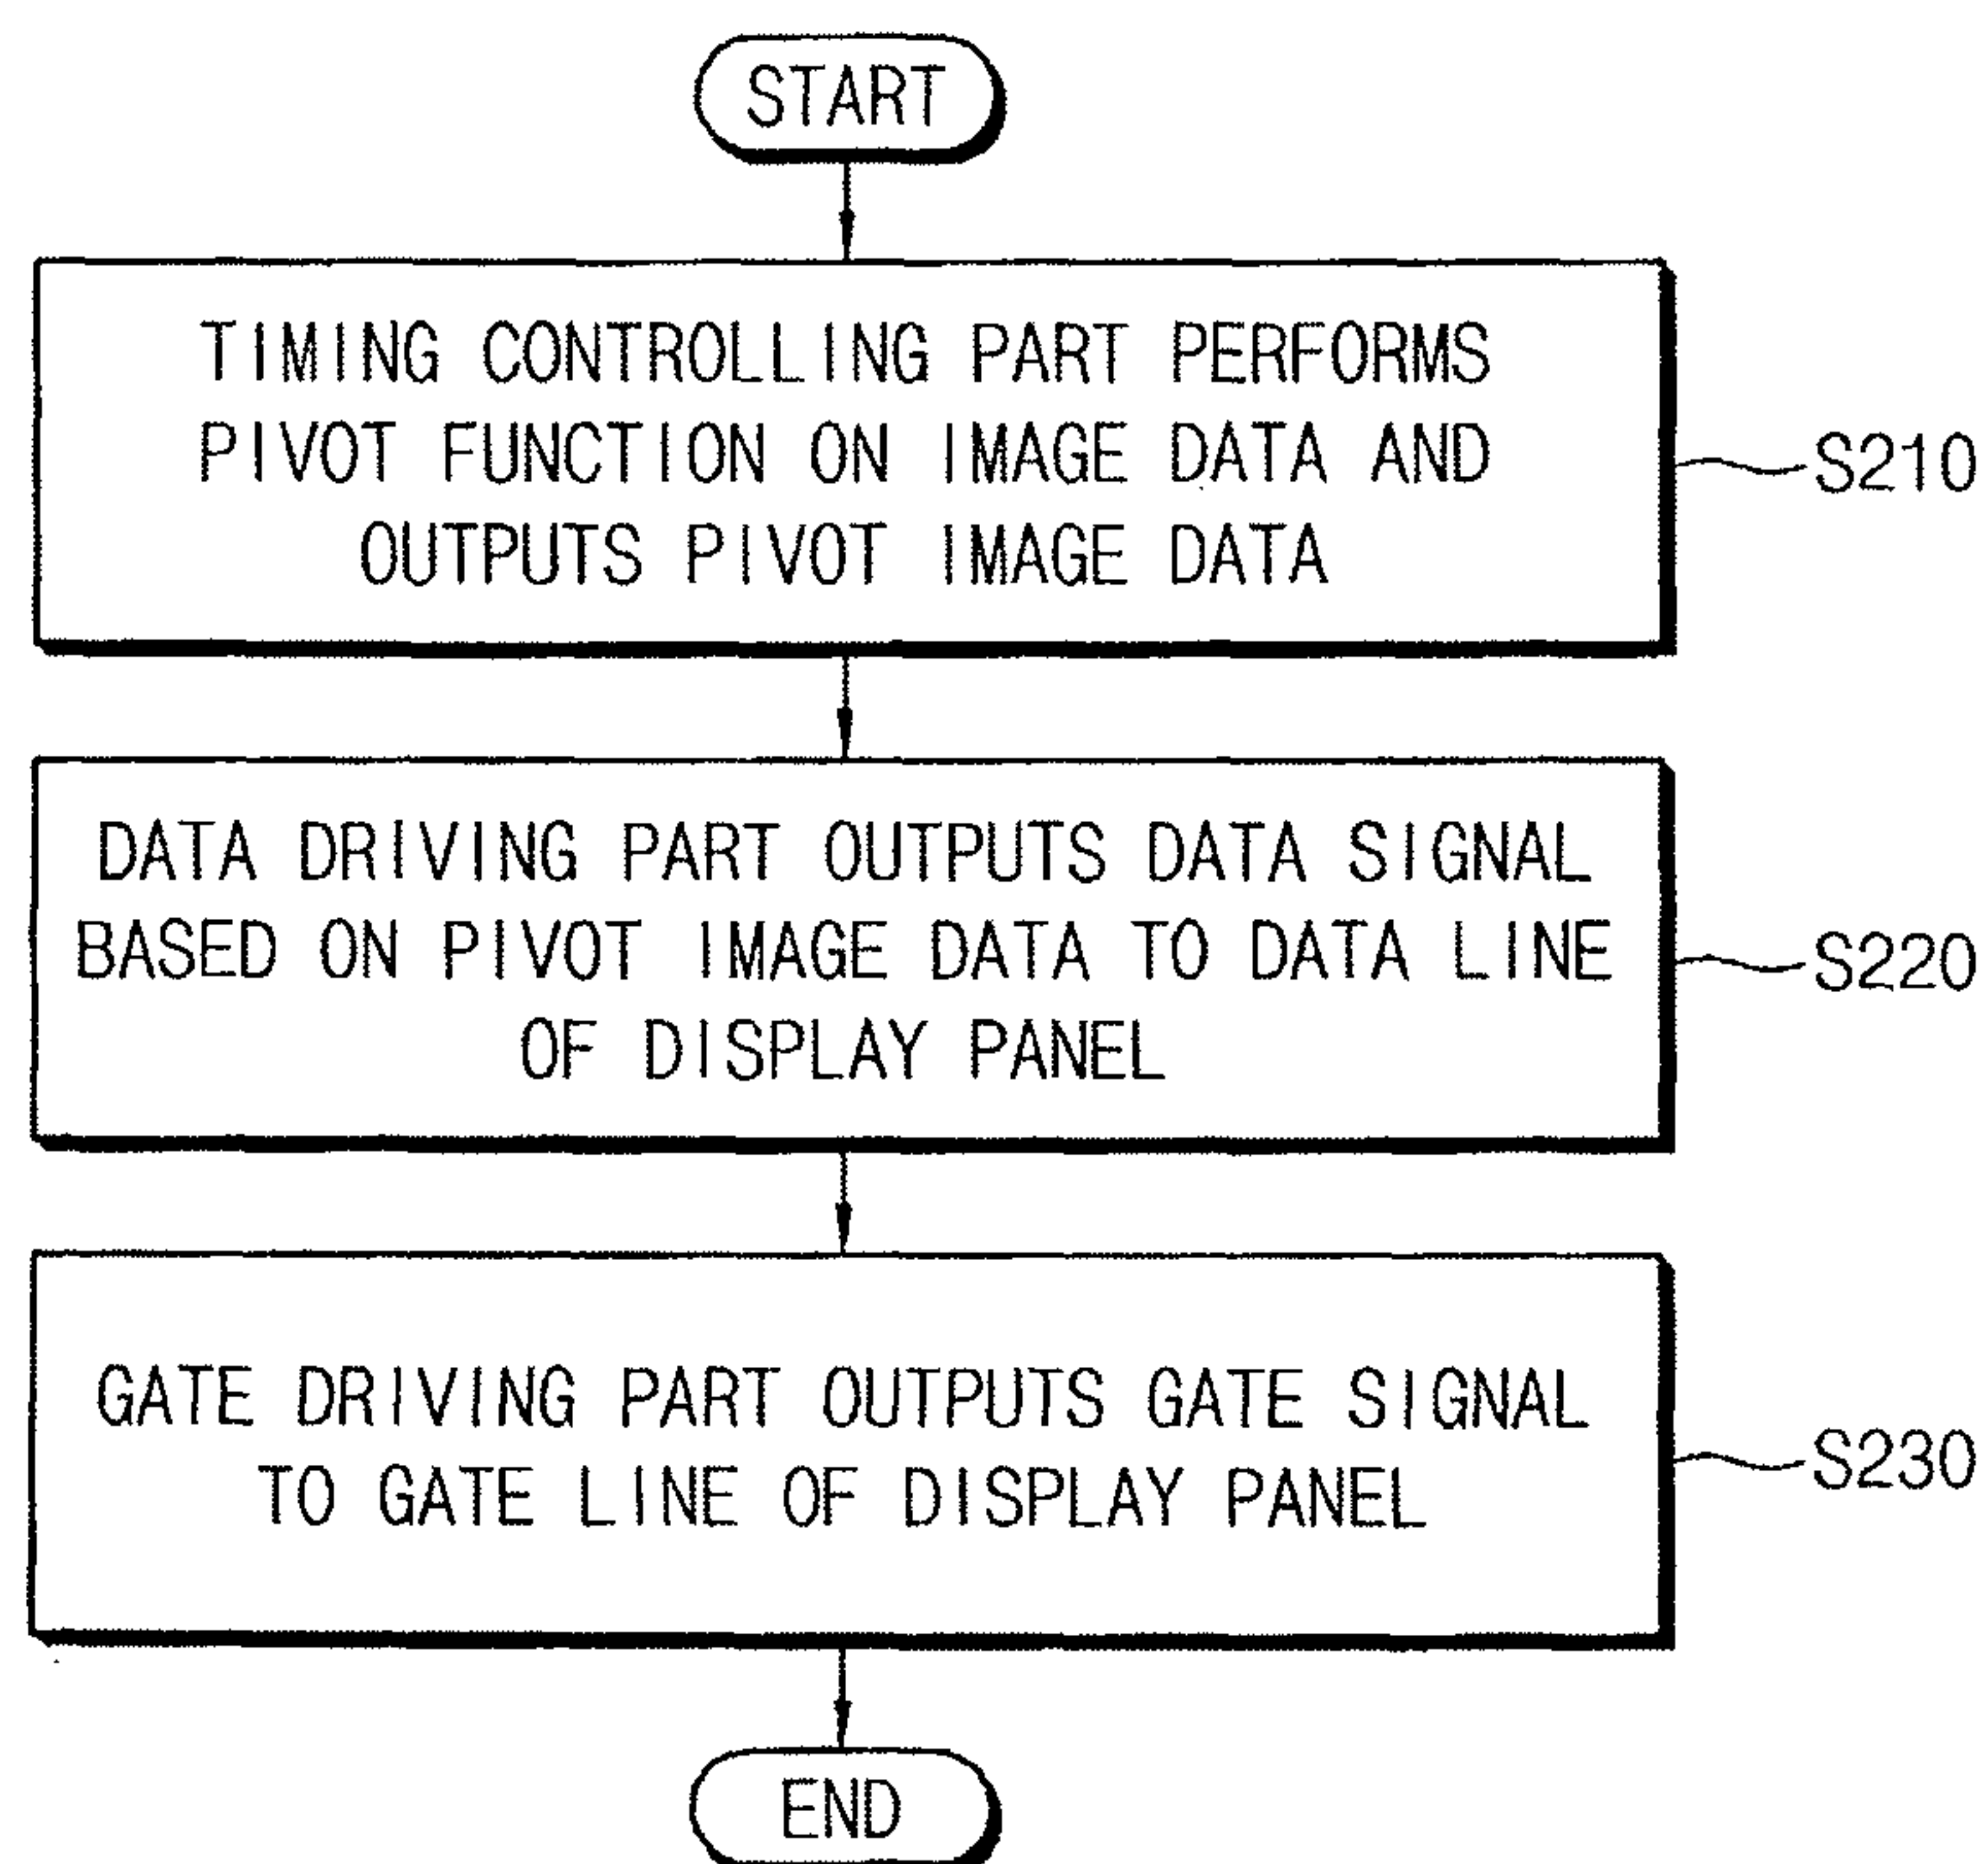 START
TIMING CONTROLLING PART PERFORMS
PIVOT FUNCTION ON IMAGE DATA AND
OUTPUTS PIVOT IMAGE DATA
S210
DATA DRIVING PART OUTPUTS DATA SIGNAL
BASED ON PIVOT IMAGE DATA TO DATA LINE
OF DISPLAY PANEL
S220
GATE DRIVING PART OUTPUTS GATE SIGNAL
TO GATE LINE OF DISPLAY PANEL
S230
END